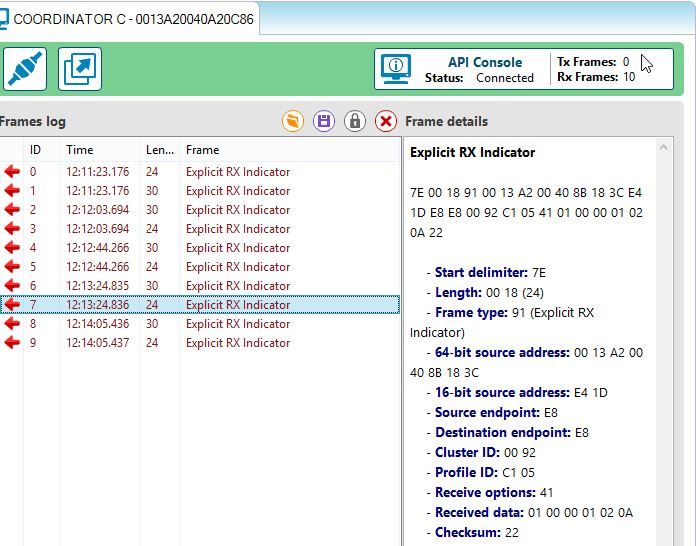 COORDINATOR C - 0013A20040A20C86
API Console
Status: Connected
Tx Frames: 0
Rx Frames: 10
Frames log
ID Time Len... Frame
0 12:11:23.176 24 Explicit RX Indicator
1 12:11:23.176 30 Explicit RX Indicator
2 12:12:03.694 30 Explicit RX Indicator
3 12:12:03.694 24 Explicit RX Indicator
4 12:12:44.266 30 Explicit RX Indicator
5 12:12:44.266 24 Explicit RX Indicator
6 12:13:24.835 30 Explicit RX Indicator
7 12:13:24.836 24 Explicit RX Indicator
8 12:14:05.436 30 Explicit RX Indicator
9 12:14:05.437 24 Explicit RX Indicator
Frame details
Explicit RX Indicator
7E 00 18 91 00 13 A2 00 40 8B 18 3C E4
1D E8 E8 00 92 C1 05 41 01 00 00 01 02
0A 22
- Start delimiter: 7E
- Length: 00 18 (24)
- Frame type: 91 (Explicit RX
Indicator)
- 64-bit source address: 00 13 A2 00
40 8B 18 3C
- 16-bit source address: E4 1D
- Source endpoint: E8
- Destination endpoint: E8
- Cluster ID: 00 92
- Profile ID: C1 05
- Receive options: 41
- Received data: 01 00 00 01 02 0A
- Checksum: 22